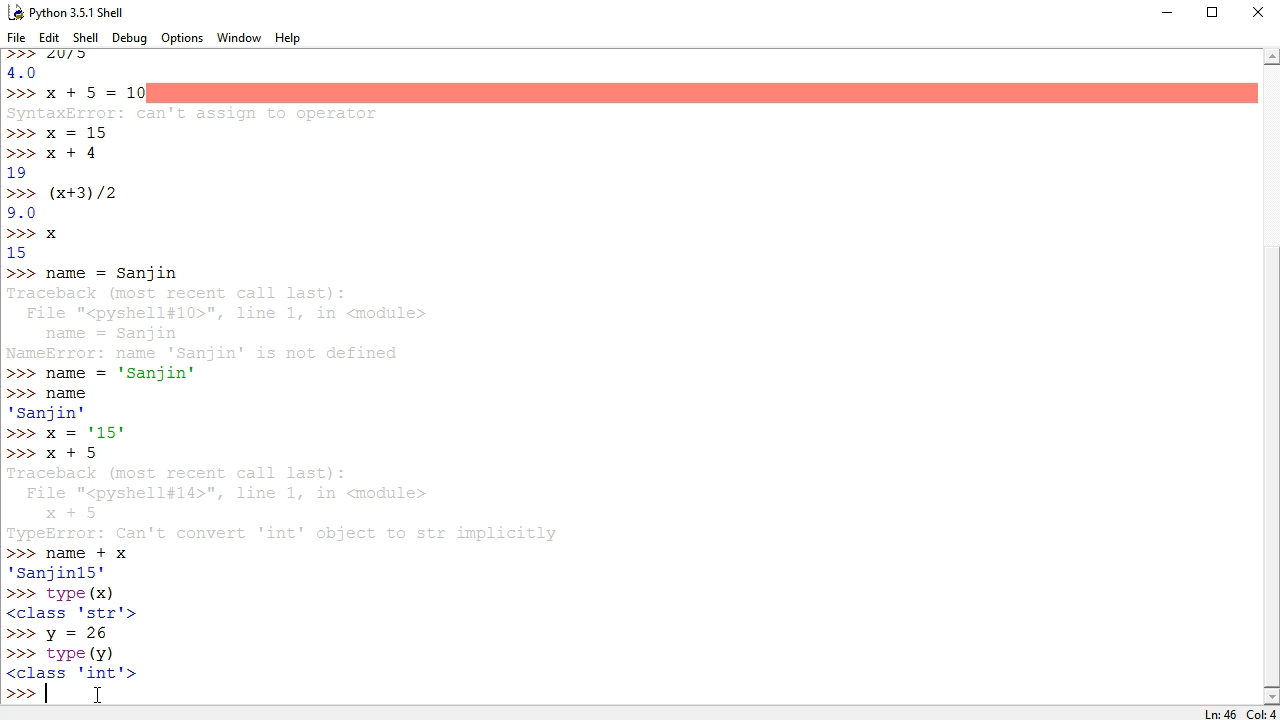 Python 3.5.1 Shell
File Edit Shell Debug Options Window Help
>>> 20/5
4.0
>>> x + 5 = 10
SyntaxError: can't assign to operator
>>> x = 15
>>> x + 4
19
>>> (x+3)/2
9.0
>>> x
15
>>> name = Sanjin
Traceback (most recent call last):
  File "<pyshell#10>", line 1, in <module>
    name = Sanjin
NameError: name 'Sanjin' is not defined
>>> name = 'Sanjin'
>>> name
'Sanjin'
>>> x = '15'
>>> x + 5
Traceback (most recent call last):
  File "<pyshell#14>", line 1, in <module>
    x + 5
TypeError: Can't convert 'int' object to str implicitly
>>> name + x
'Sanjin15'
>>> type(x)
<class 'str'>
>>> y = 26
>>> type(y)
<class 'int'>
>>>
Ln: 46 Col: 4